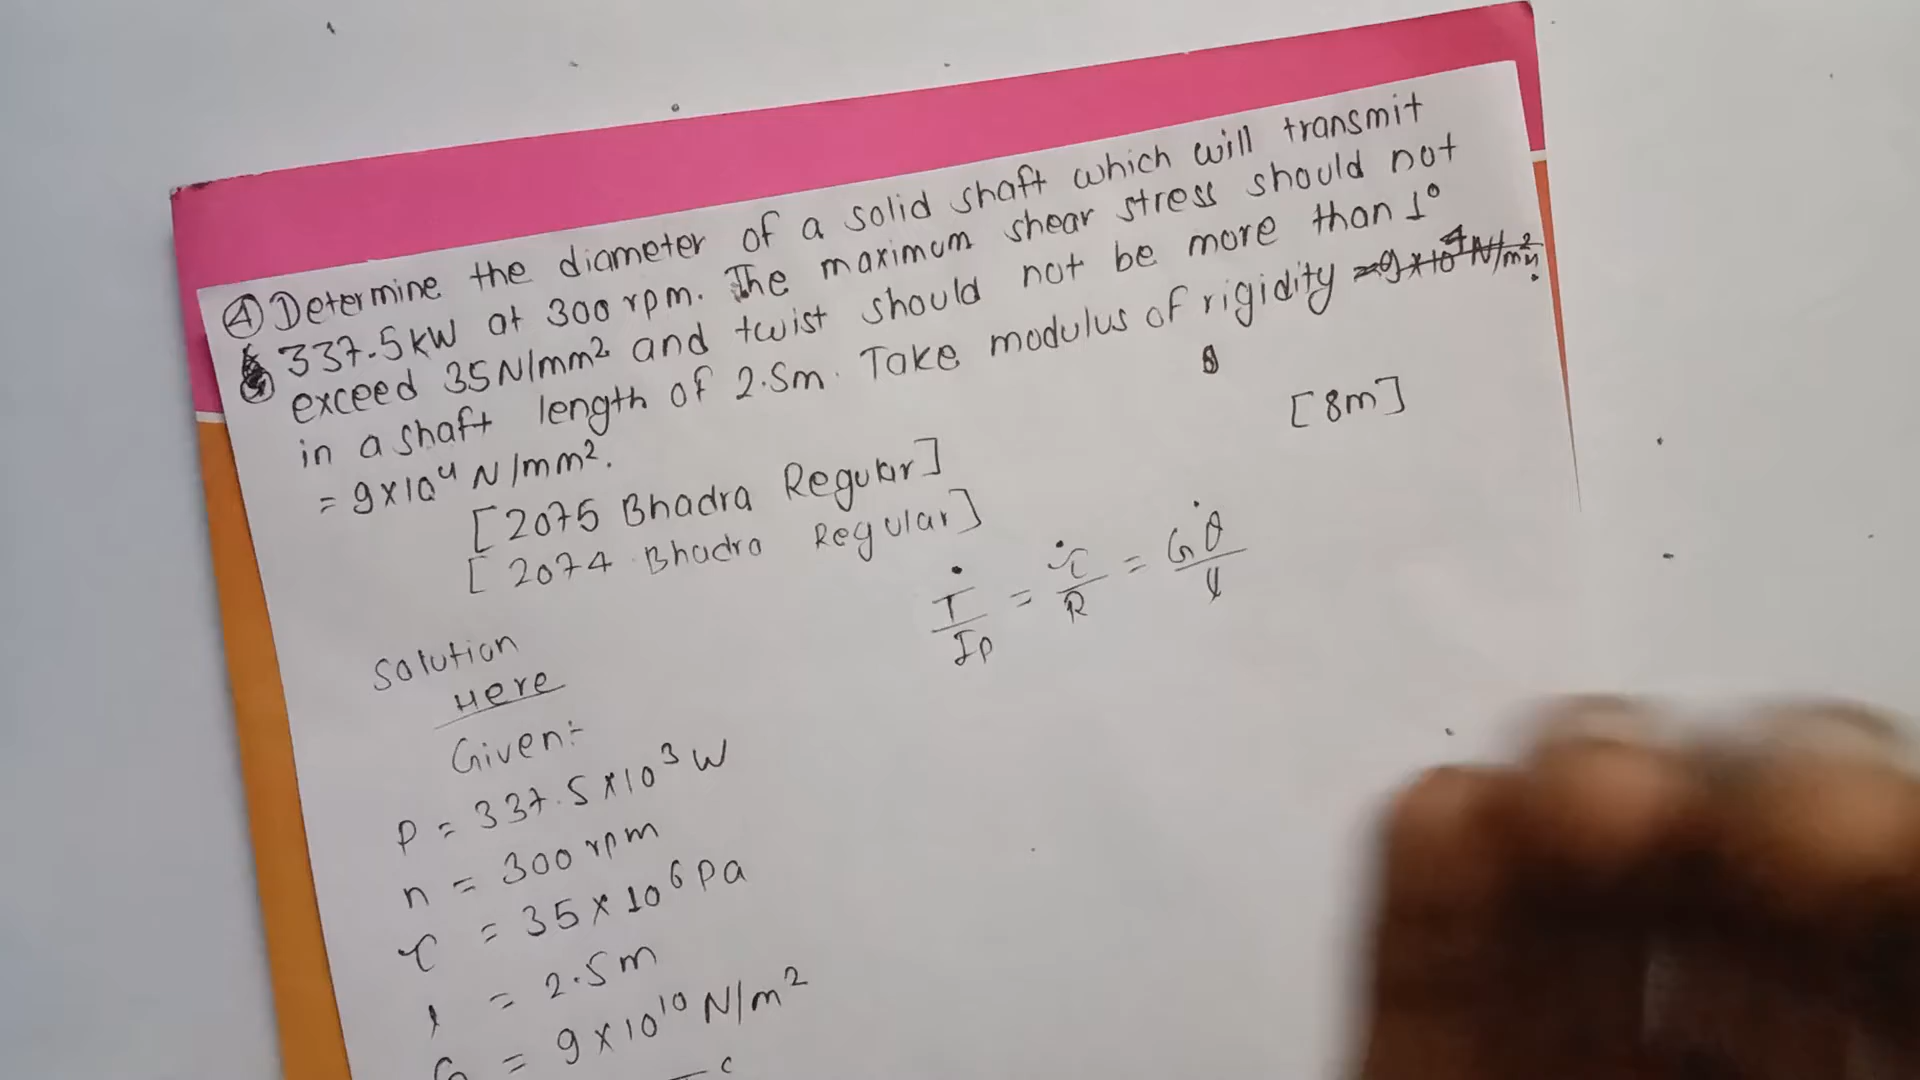 ④ Determine the diameter of a solid shaft which will transmit
337.5kW at 300 rpm. The maximum shear stress should not
exceed 35N/mm² and twist should not be more than 1°
in a shaft length of 2.5m. Take modulus of rigidity
= 9×10⁴ N/mm².
[8m]
[2075 Bhadra Regular]
[2074 Bhadra Regular]
T/Ip = τ/R = Gθ/l
Solution
Here
Given:-
P = 337.5×10³ W
n = 300 rpm
τ = 35×10⁶ Pa
l = 2.5m
G = 9×10¹⁰ N/m²